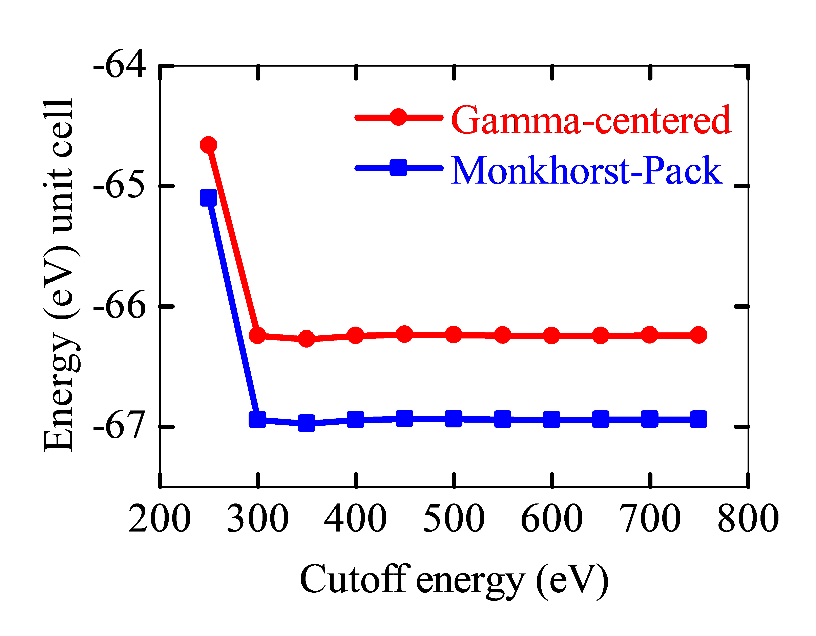 -64
-65
-66
-67
Energy (eV) unit cell
Gamma-centered
Monkhorst-Pack
200 300 400 500 600 700 800
Cutoff energy (eV)